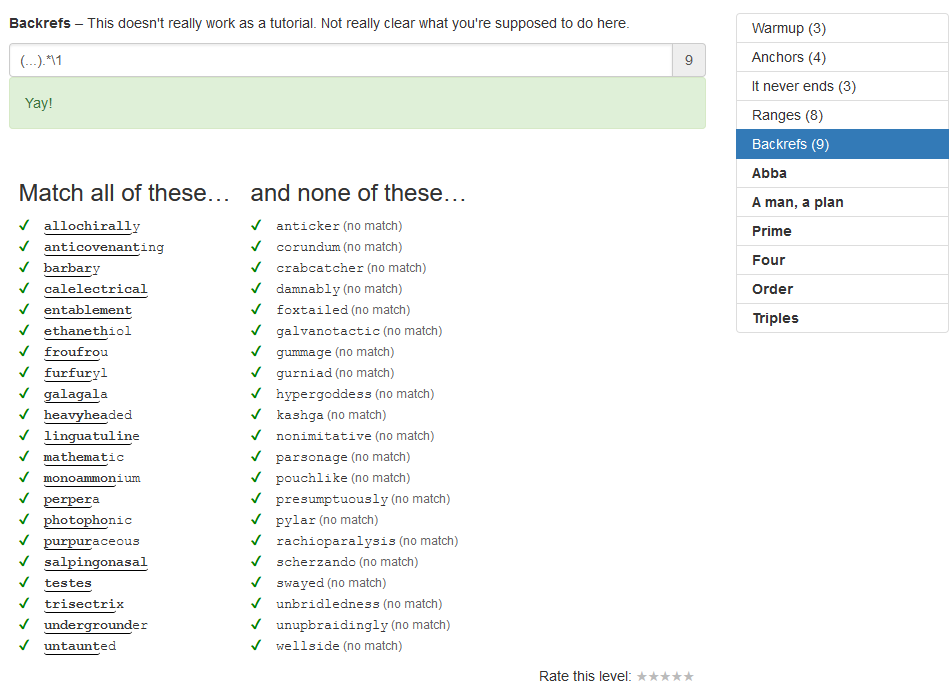 Backrefs – This doesn't really work as a tutorial. Not really clear what you're supposed to do here.
(...).*\1 9
Yay!
Match all of these… and none of these…
✔ allochirally ✔ anticker (no match)
✔ anticovenanting ✔ corundum (no match)
✔ barbary ✔ crabcatcher (no match)
✔ calelectrical ✔ damnably (no match)
✔ entablement ✔ foxtailed (no match)
✔ ethanethiol ✔ galvanotactic (no match)
✔ froufrou ✔ gummage (no match)
✔ furfuryl ✔ gurniad (no match)
✔ galagala ✔ hypergoddess (no match)
✔ heavyheaded ✔ kashga (no match)
✔ linguatuline ✔ nonimitative (no match)
✔ mathematic ✔ parsonage (no match)
✔ monoammonium ✔ pouchlike (no match)
✔ perpera ✔ presumptuously (no match)
✔ photophonic ✔ pylar (no match)
✔ purpuraceous ✔ rachioparalysis (no match)
✔ salpingonasal ✔ scherzando (no match)
✔ testes ✔ swayed (no match)
✔ trisectrix ✔ unbridledness (no match)
✔ undergrounder ✔ unupbraidingly (no match)
✔ untaunted ✔ wellside (no match)
Rate this level: ★★★★★
Warmup (3)
Anchors (4)
It never ends (3)
Ranges (8)
Backrefs (9)
Abba
A man, a plan
Prime
Four
Order
Triples